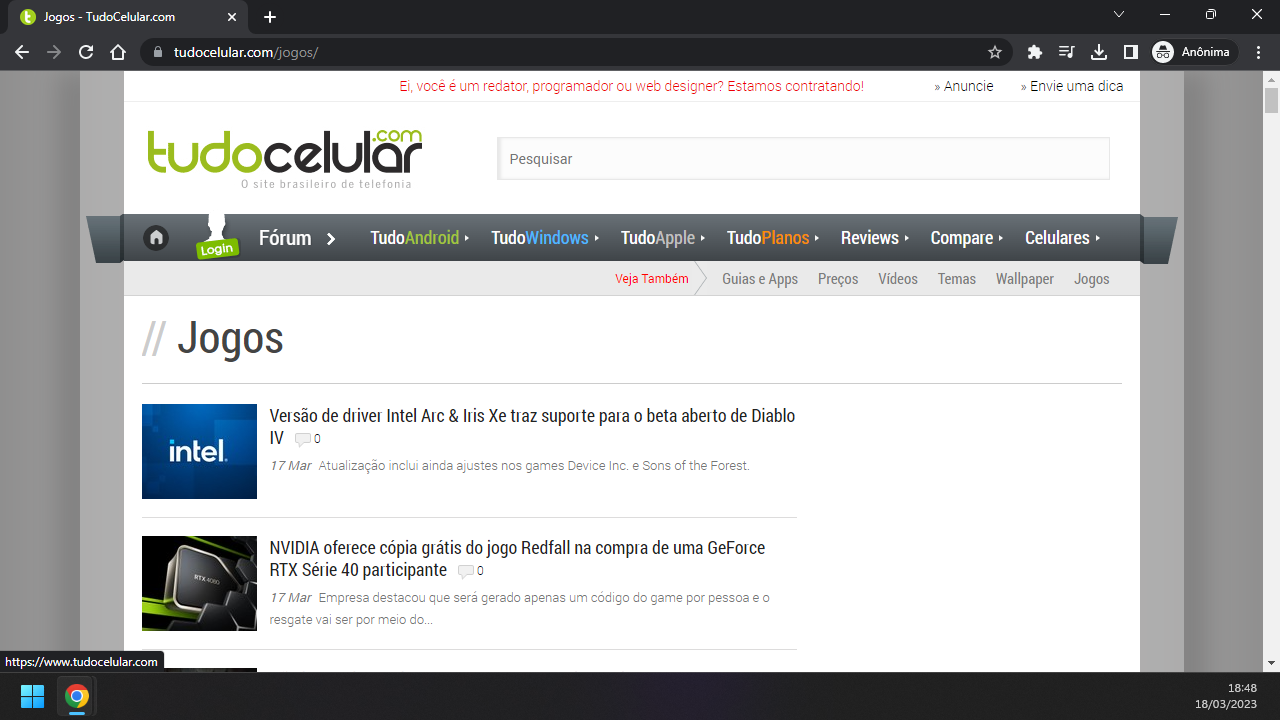 Jogos - TudoCelular.com
tudocelular.com/jogos/
Anônima
Ei, você é um redator, programador ou web designer? Estamos contratando!
» Anuncie
» Envie uma dica
tudocelular.com
O site brasileiro de telefonia
Pesquisar
Login
Fórum
TudoAndroid
TudoWindows
TudoApple
TudoPlanos
Reviews
Compare
Celulares
Veja Também
Guias e Apps
Preços
Vídeos
Temas
Wallpaper
Jogos
// Jogos
intel.
Versão de driver Intel Arc & Iris Xe traz suporte para o beta aberto de Diablo
IV 0
17 Mar Atualização inclui ainda ajustes nos games Device Inc. e Sons of the Forest.
NVIDIA oferece cópia grátis do jogo Redfall na compra de uma GeForce
RTX Série 40 participante 0
17 Mar Empresa destacou que será gerado apenas um código do game por pessoa e o
resgate vai ser por meio do...
https://www.tudocelular.com
18:48
18/03/2023